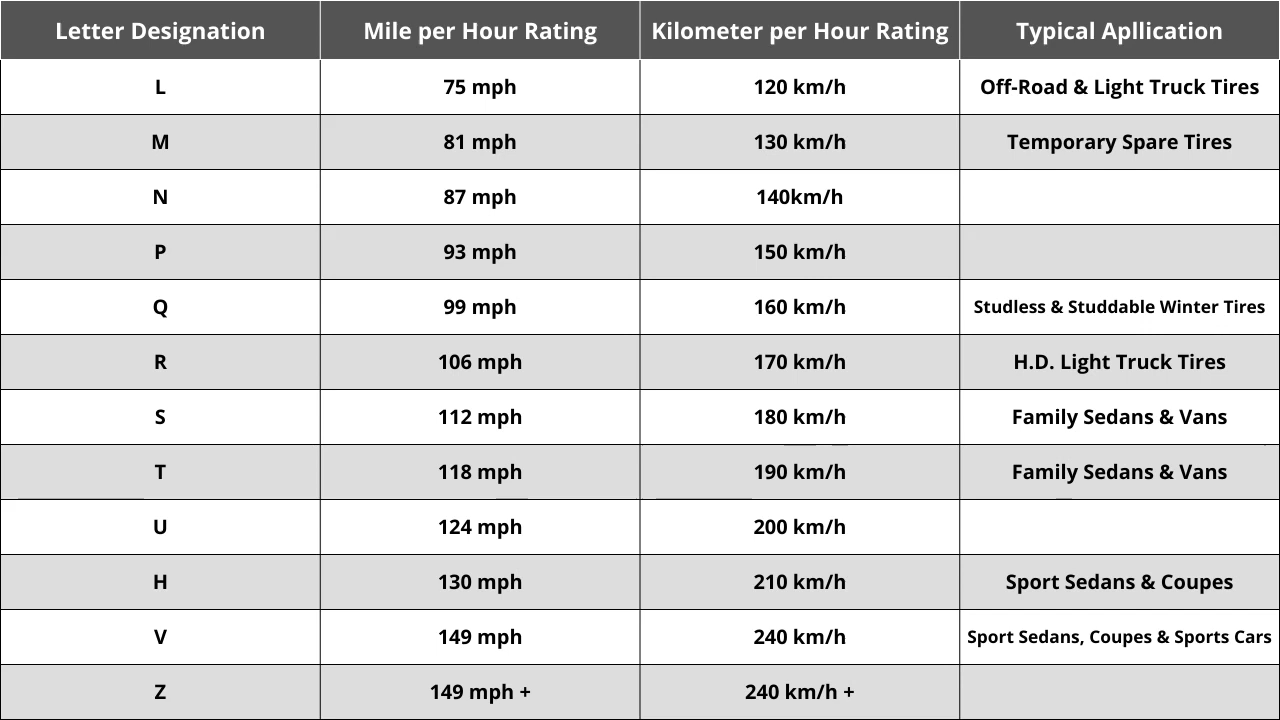 Letter Designation Mile per Hour Rating Kilometer per Hour Rating Typical Apllication
L 75 mph 120 km/h Off-Road & Light Truck Tires
M 81 mph 130 km/h Temporary Spare Tires
N 87 mph 140km/h
P 93 mph 150 km/h
Q 99 mph 160 km/h Studless & Studdable Winter Tires
R 106 mph 170 km/h H.D. Light Truck Tires
S 112 mph 180 km/h Family Sedans & Vans
T 118 mph 190 km/h Family Sedans & Vans
U 124 mph 200 km/h
H 130 mph 210 km/h Sport Sedans & Coupes
V 149 mph 240 km/h Sport Sedans, Coupes & Sports Cars
Z 149 mph + 240 km/h +